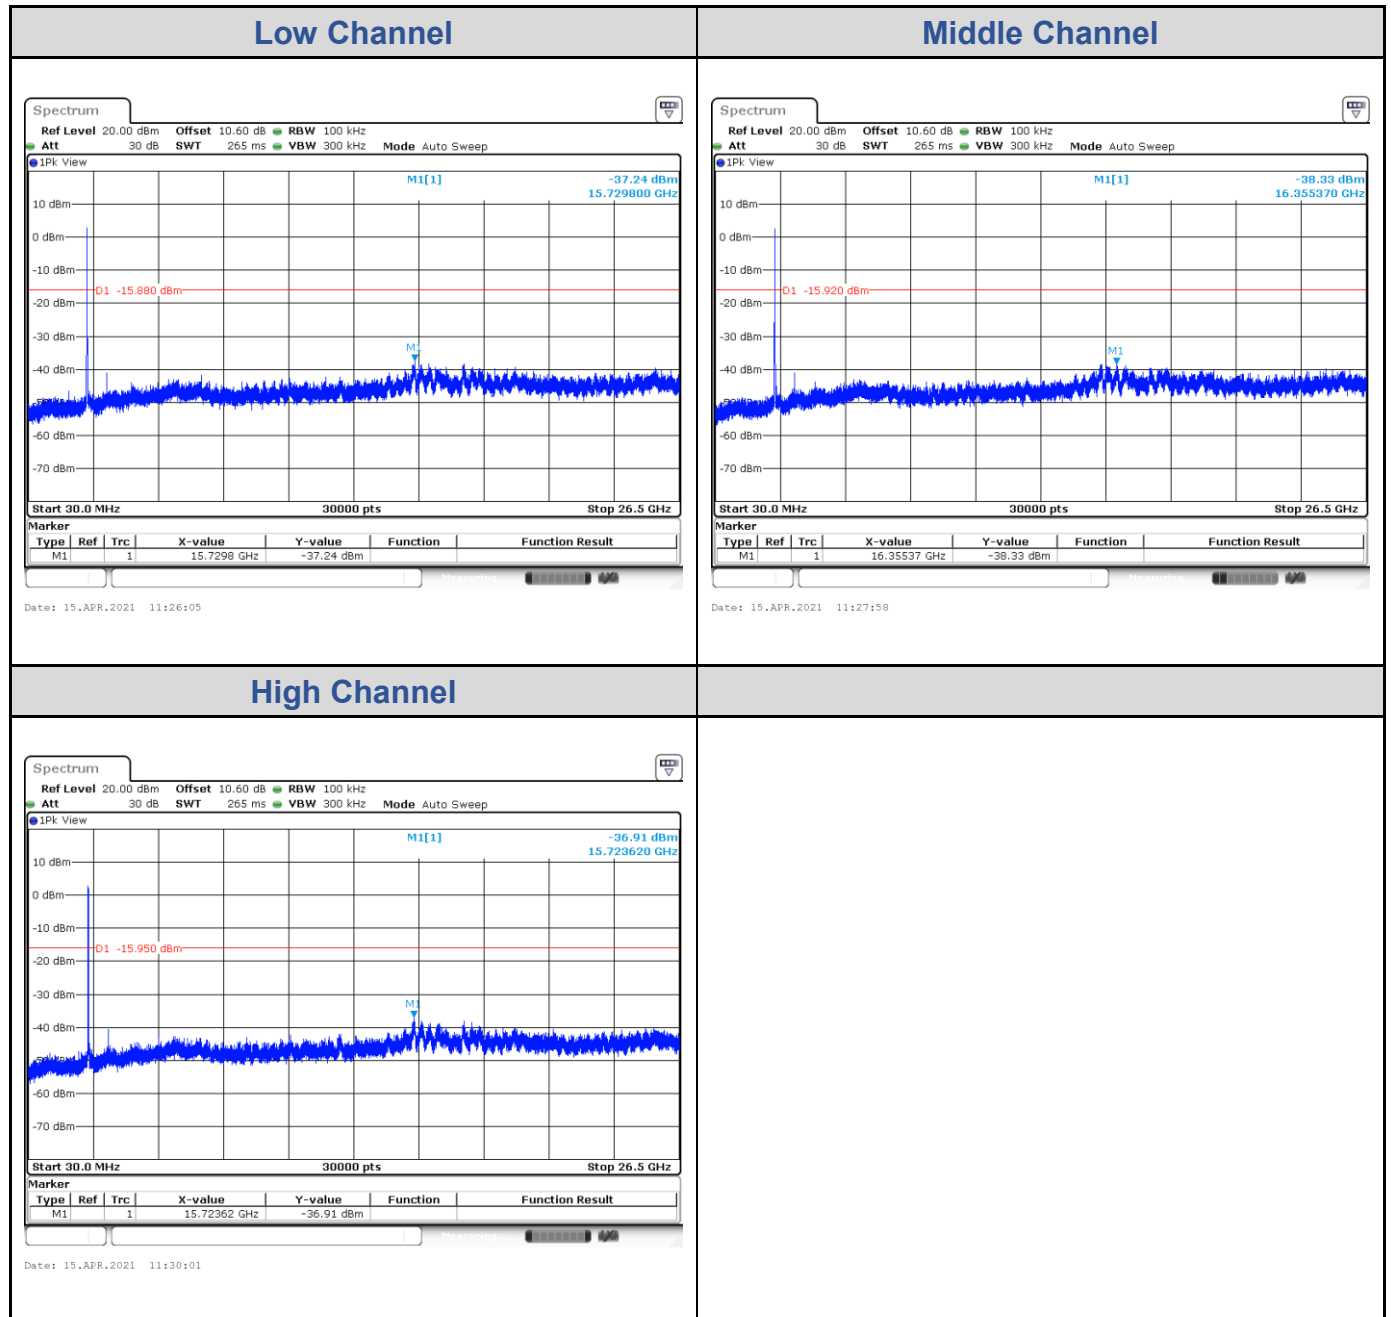 Low Channel
Middle Channel
Spectrum
Ref Level 20.00 dBm Offset 10.60 dB RBW 100 kHz
Att 30 dB SWT 265 ms VBW 300 kHz Mode Auto Sweep
1Pk View
M1[1] -37.24 dBm
15.729800 GHz
10 dBm
0 dBm
-10 dBm
D1 -15.880 dBm
-20 dBm
-30 dBm
M1
-40 dBm
-60 dBm
-70 dBm
Start 30.0 MHz 30000 pts Stop 26.5 GHz
Marker
Type Ref Trc X-value Y-value Function Function Result
M1 1 15.7298 GHz -37.24 dBm
Measuring
Date: 15.APR.2021 11:26:05
Spectrum
Ref Level 20.00 dBm Offset 10.60 dB RBW 100 kHz
Att 30 dB SWT 265 ms VBW 300 kHz Mode Auto Sweep
1Pk View
M1[1] -38.33 dBm
16.355370 GHz
10 dBm
0 dBm
-10 dBm
D1 -15.920 dBm
-20 dBm
-30 dBm
M1
-40 dBm
-60 dBm
-70 dBm
Start 30.0 MHz 30000 pts Stop 26.5 GHz
Marker
Type Ref Trc X-value Y-value Function Function Result
M1 1 16.35537 GHz -38.33 dBm
Measuring
Date: 15.APR.2021 11:27:58
High Channel
Spectrum
Ref Level 20.00 dBm Offset 10.60 dB RBW 100 kHz
Att 30 dB SWT 265 ms VBW 300 kHz Mode Auto Sweep
1Pk View
M1[1] -36.91 dBm
15.723620 GHz
10 dBm
0 dBm
-10 dBm
D1 -15.950 dBm
-20 dBm
-30 dBm
M1
-40 dBm
-60 dBm
-70 dBm
Start 30.0 MHz 30000 pts Stop 26.5 GHz
Marker
Type Ref Trc X-value Y-value Function Function Result
M1 1 15.72362 GHz -36.91 dBm
Measuring
Date: 15.APR.2021 11:30:01